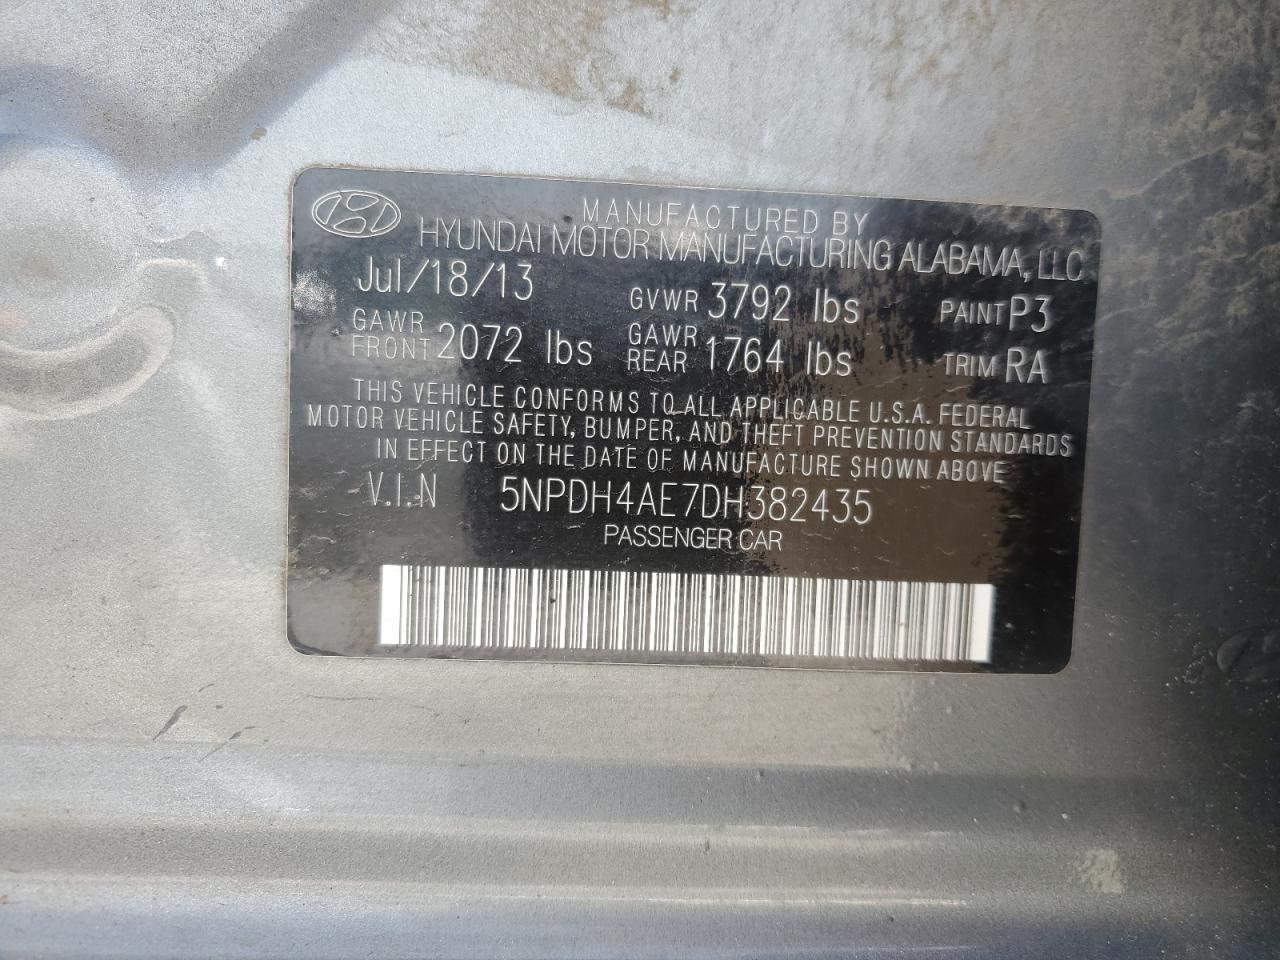 MANUFACTURED BY
HYUNDAI MOTOR MANUFACTURING ALABAMA, LLC
Jul/18/13 GVWR 3792 lbs PAINT P3
GAWR FRONT 2072 lbs GAWR REAR 1764 lbs TRIM RA
THIS VEHICLE CONFORMS TO ALL APPLICABLE U.S.A. FEDERAL
MOTOR VEHICLE SAFETY, BUMPER, AND THEFT PREVENTION STANDARDS
IN EFFECT ON THE DATE OF MANUFACTURE SHOWN ABOVE
V.I.N 5NPDH4AE7DH382435
PASSENGER CAR